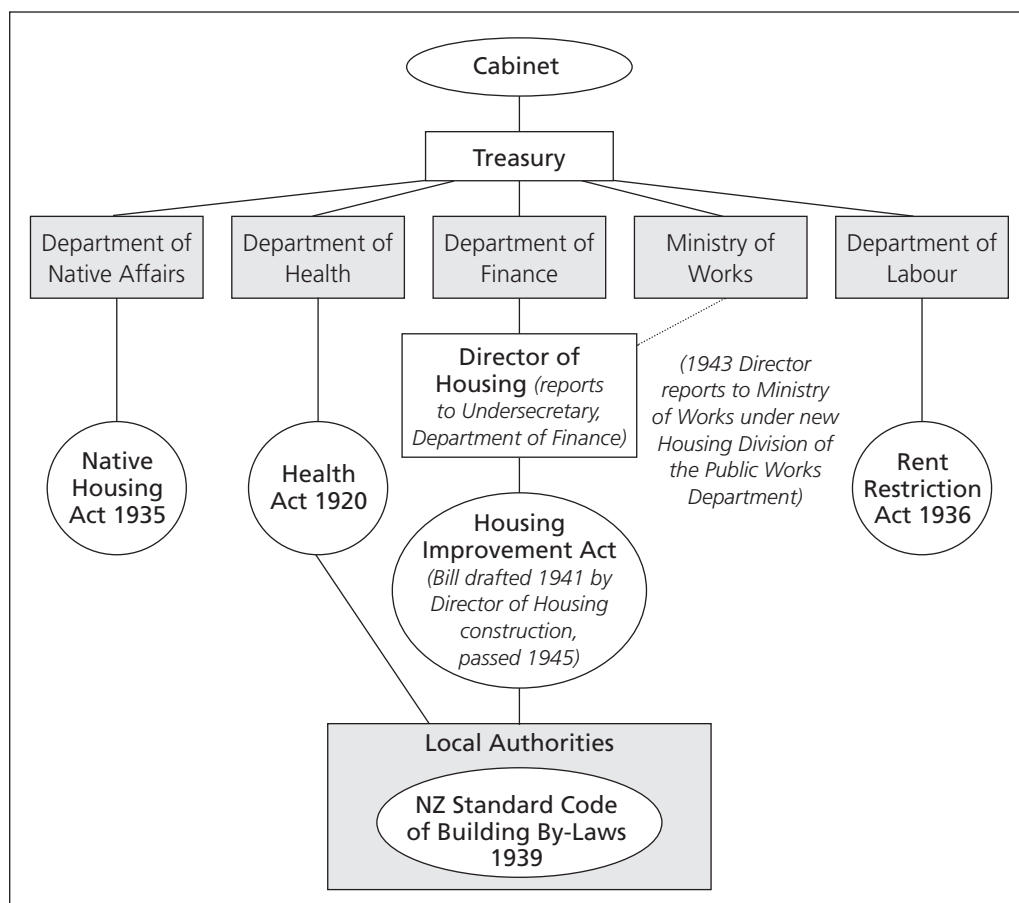 Cabinet
Treasury
Department of
Native Affairs
Department of
Health
Department of
Finance
Ministry of
Works
Department of
Labour
Director of
Housing (reports
to Undersecretary,
Department of Finance)
(1943 Director
reports to Ministry
of Works under new
Housing Division of
the Public Works
Department)
Native
Housing
Act 1935
Health
Act 1920
Rent
Restriction
Act 1936
Housing
Improvement Act
(Bill drafted 1941 by
Director of Housing
construction,
passed 1945)
Local Authorities
NZ Standard Code
of Building By-Laws
1939